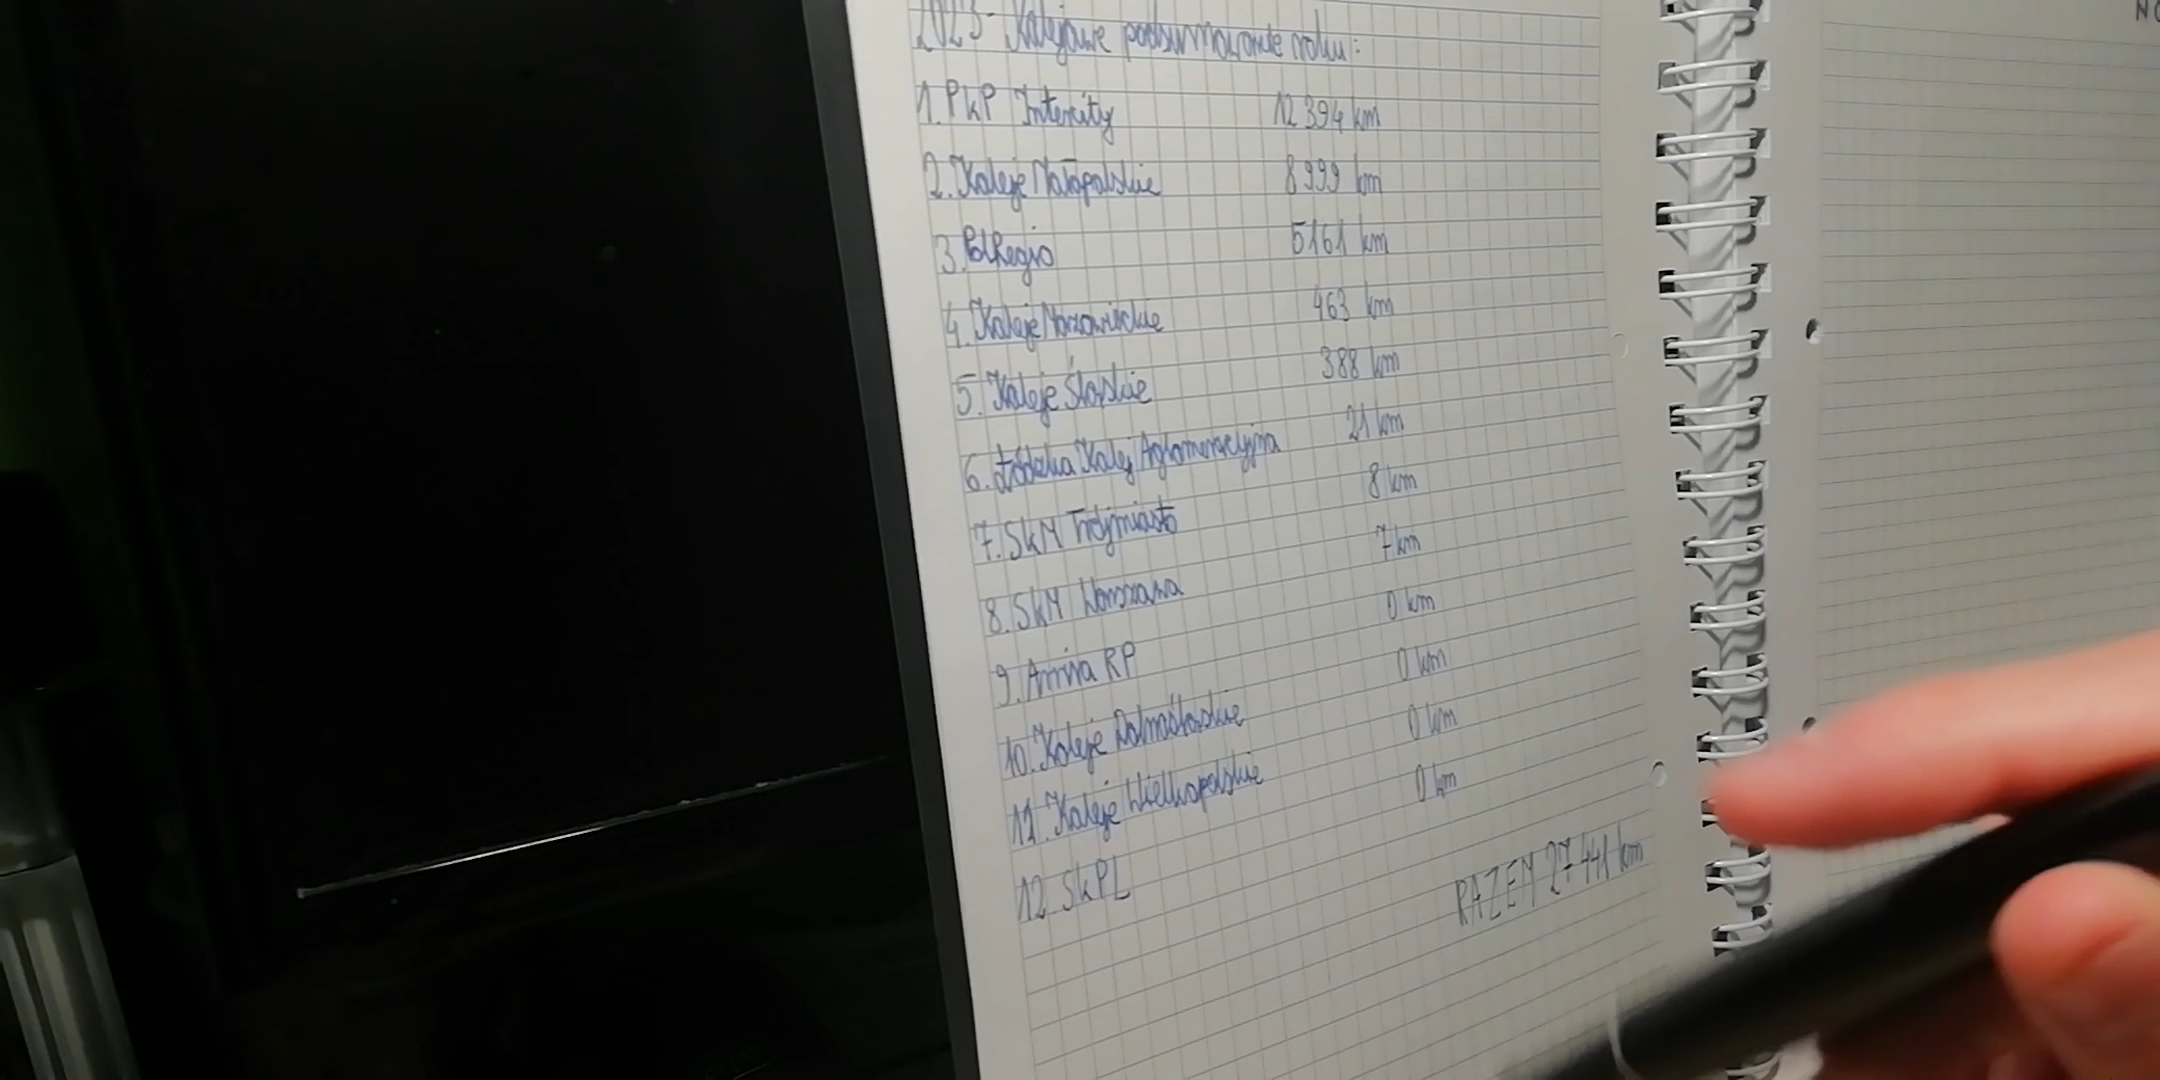 2023 - Kolejowe podsumowanie roku:
1. PKP Intercity 12 394 km
2. Koleje Małopolskie 8 999 km
3. PolRegio 5161 km
4. Koleje Mazowieckie 463 km
5. Koleje Śląskie 388 km
6. Łódzka Kolej Aglomeracyjna 21 km
7. SKM Trójmiasto 8 km
8. SKM Warszawa 7 km
9. Arriva RP 0 km
10. Koleje Dolnośląskie 0 km
11. Koleje Wielkopolskie 0 km
12. SKPL 0 km
RAZEM 27 441 km